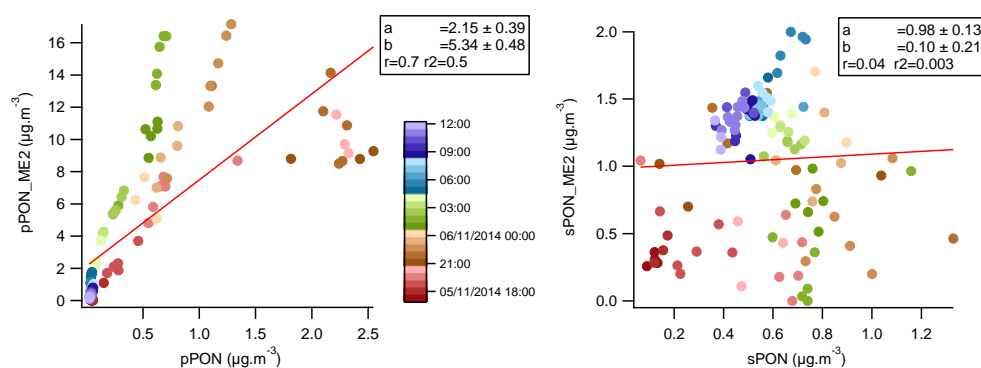 a =2.15 ± 0.39
b =5.34 ± 0.48
r=0.7 r2=0.5
16
14
12
10
8
6
4
2
0
pPON_ME2 (µg.m-3)
0.5 1.0 1.5 2.0 2.5
pPON (µg.m-3)
12:00
09:00
06:00
03:00
06/11/2014 00:00
21:00
05/11/2014 18:00
a =0.98 ± 0.13
b =0.10 ± 0.21
r=0.04 r2=0.003
2.0
1.5
1.0
0.5
0.0
sPON_ME2 (µg.m-3)
0.2 0.4 0.6 0.8 1.0 1.2
sPON (µg.m-3)